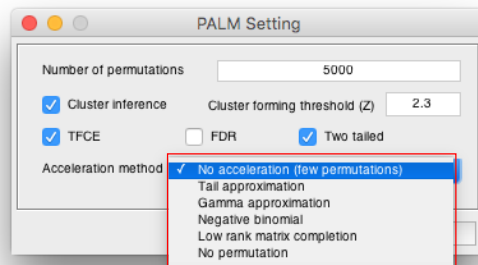 PALM Setting
Number of permutations 5000
Cluster inference Cluster forming threshold (Z) 2.3
TFCE FDR Two tailed
Acceleration method No acceleration (few permutations)
Tail approximation
Gamma approximation
Negative binomial
Low rank matrix completion
No permutation